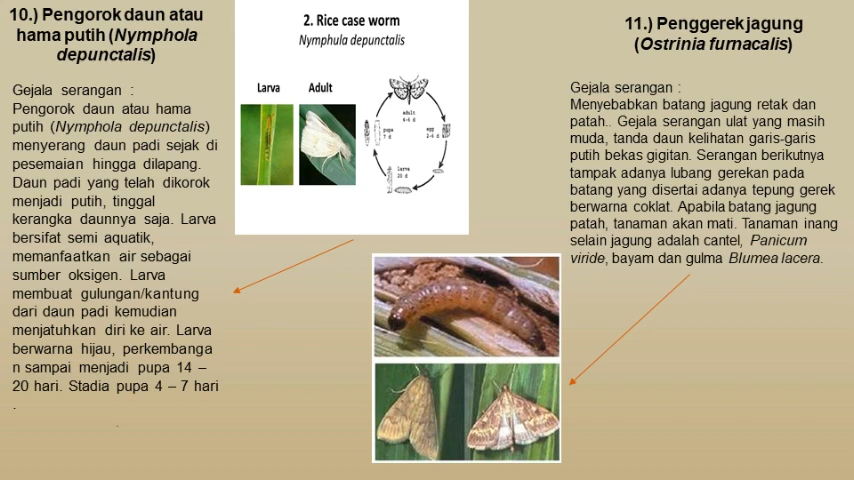 10.) Pengorok daun atau
hama putih (Nymphola
depunctalis)
Gejala serangan :
Pengorok daun atau hama
putih (Nymphola depunctalis)
menyerang daun padi sejak di
pesemaian hingga dilapang.
Daun padi yang telah dikorok
menjadi putih, tinggal
kerangka daunnya saja. Larva
bersifat semi aquatik,
memanfaatkan air sebagai
sumber oksigen. Larva
membuat gulungan/kantung
dari daun padi kemudian
menjatuhkan diri ke air. Larva
berwarna hijau, perkembanga
n sampai menjadi pupa 14 –
20 hari. Stadia pupa 4 – 7 hari
.
2. Rice case worm
Nymphula depunctalis
Larva
Adult
adult
4-6 d
pupa
7 d
egg
2-6 d
larva
20 d
11.) Penggerek jagung
(Ostrinia furnacalis)
Gejala serangan :
Menyebabkan batang jagung retak dan
patah.. Gejala serangan ulat yang masih
muda, tanda daun kelihatan garis-garis
putih bekas gigitan. Serangan berikutnya
tampak adanya lubang gerekan pada
batang yang disertai adanya tepung gerek
berwarna coklat. Apabila batang jagung
patah, tanaman akan mati. Tanaman inang
selain jagung adalah cantel, Panicum
viride, bayam dan gulma Blumea lacera.